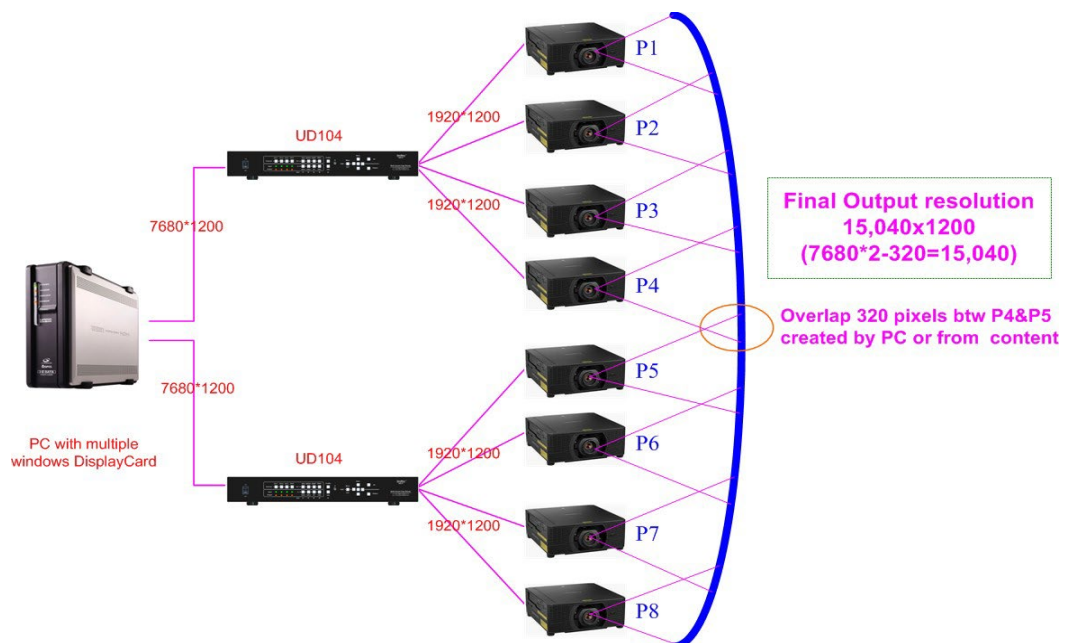 P1
1920*1200
UD104
P2
P3
1920*1200
7680*1200
Final Output resolution
15,040x1200
(7680*2-320=15,040)
P4
Overlap 320 pixels btw P4&P5
created by PC or from  content
P5
7680*1200
PC with multiple
windows DisplayCard
UD104
1920*1200
P6
1920*1200
P7
P8